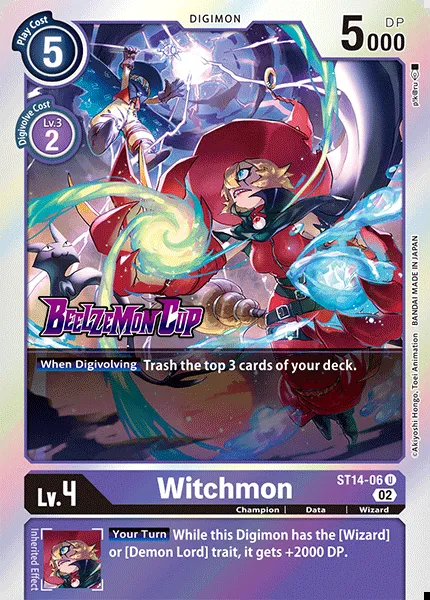 DIGIMON
Play Cost
5
DP
5000
Digivolve Cost
Lv.3
2
p!k@ru
©Akiyoshi Hongo, Toei Animation BANDAI MADE IN JAPAN
BEELZEMON CUP
When Digivolving Trash the top 3 cards of your deck.
ST14-06 U
02
Lv.4
Witchmon
Champion | Data | Wizard
Inherited Effect
Your Turn While this Digimon has the [Wizard]
or [Demon Lord] trait, it gets +2000 DP.